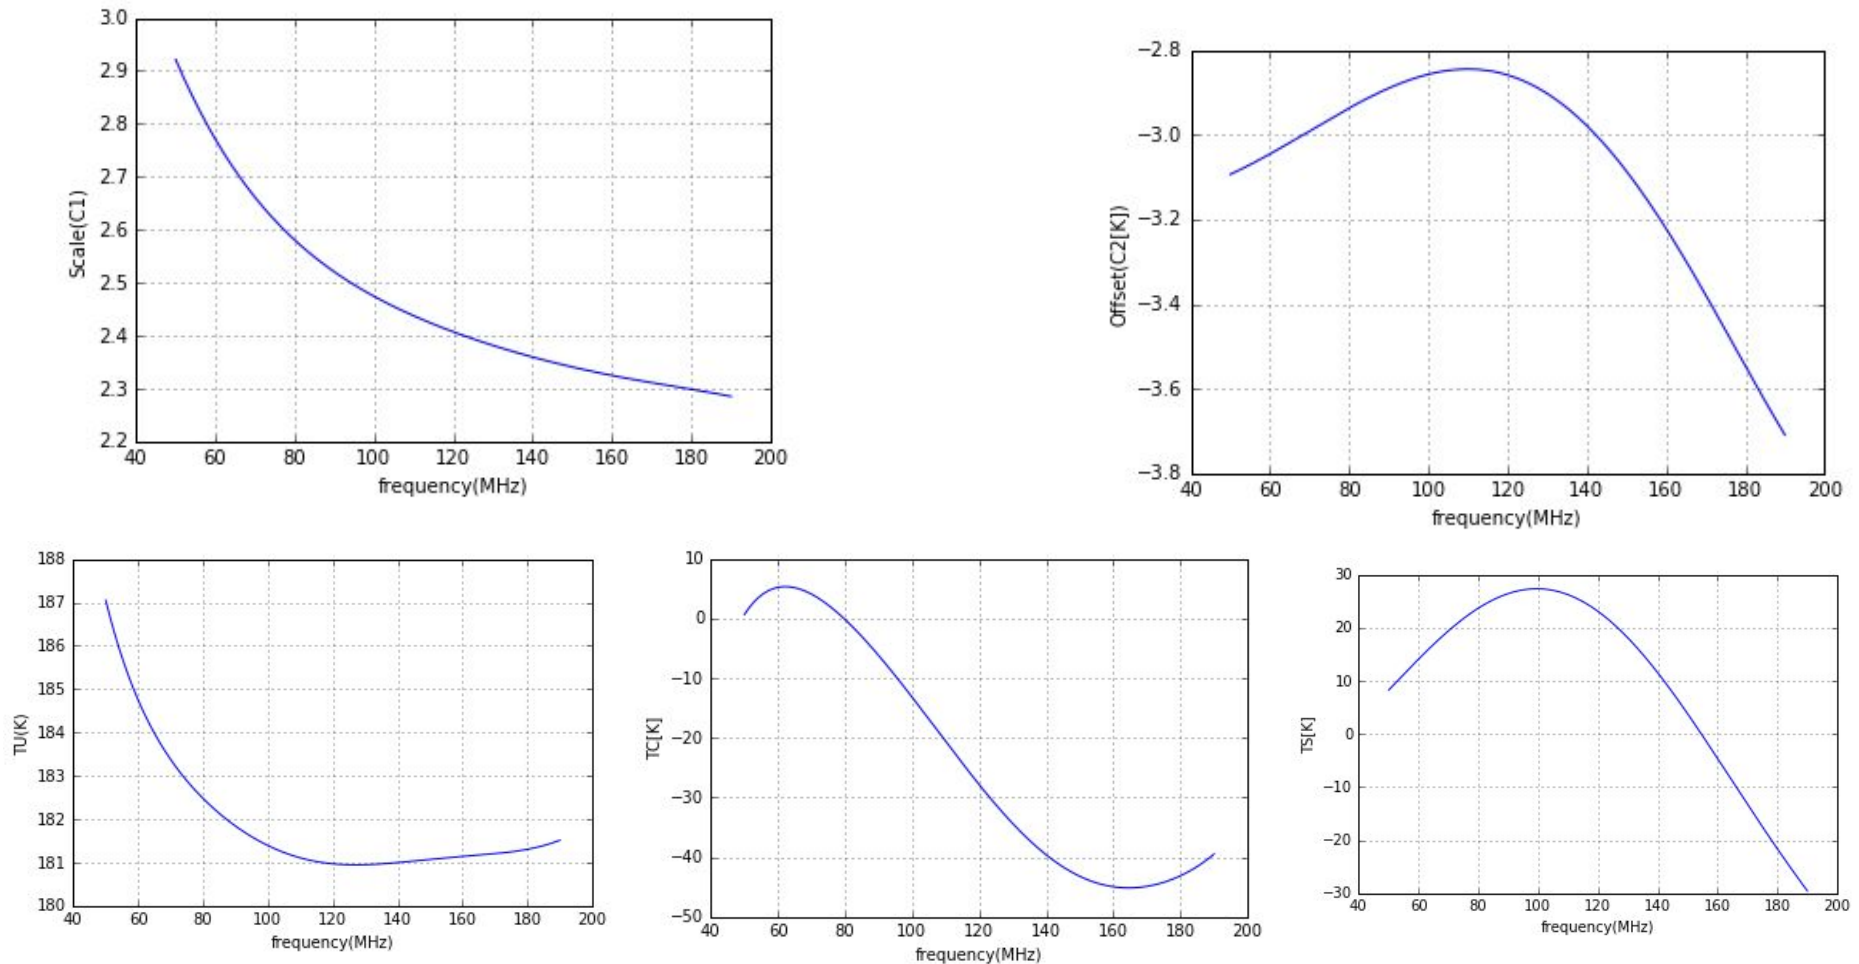 3.0
2.9
2.8
2.7
2.6
2.5
2.4
2.3
2.2
Scale(C1)
40 60 80 100 120 140 160 180 200
frequency(MHz)
−2.8
−3.0
−3.2
−3.4
−3.6
−3.8
Offset(C2[K])
40 60 80 100 120 140 160 180 200
frequency(MHz)
188
187
186
185
184
183
182
181
180
TU(K)
40 60 80 100 120 140 160 180 200
frequency(MHz)
10
0
−10
−20
−30
−40
−50
TC[K]
40 60 80 100 120 140 160 180 200
frequency(MHz)
30
20
10
0
−10
−20
−30
TS[K]
40 60 80 100 120 140 160 180 200
frequency(MHz)